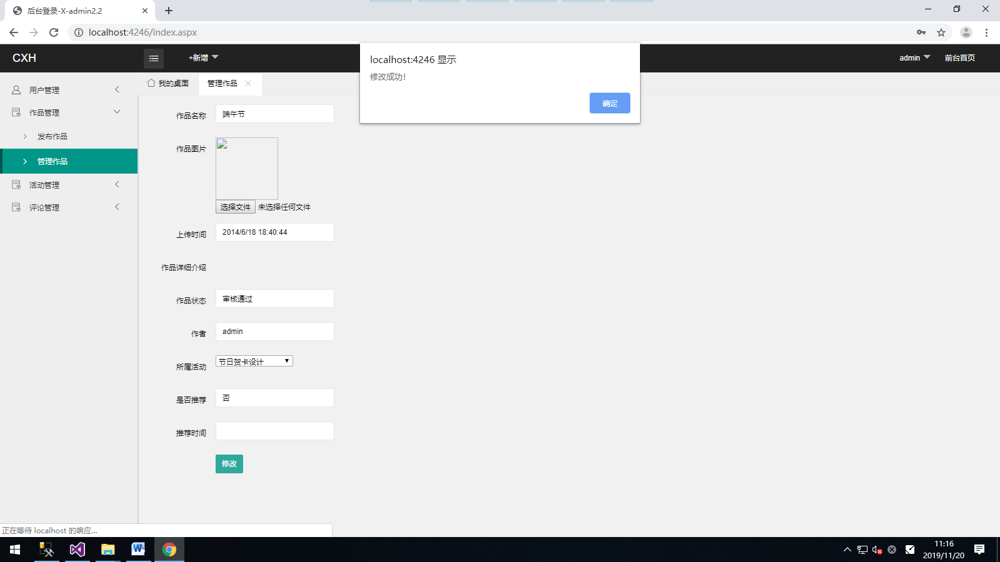 后台登录-X-admin2.2
localhost:4246/index.aspx
CXH
+新增
admin
前台首页
localhost:4246 显示
修改成功!
确定
用户管理
作品管理
发布作品
管理作品
活动管理
评论管理
我的桌面
管理作品
作品名称
端午节
作品图片
选择文件 未选择任何文件
上传时间
2014/6/18 18:40:44
作品详细介绍
作品状态
审核通过
作者
admin
所属活动
节日贺卡设计
是否推荐
否
推荐时间
修改
正在等待 localhost 的响应...
11:16
2019/11/20